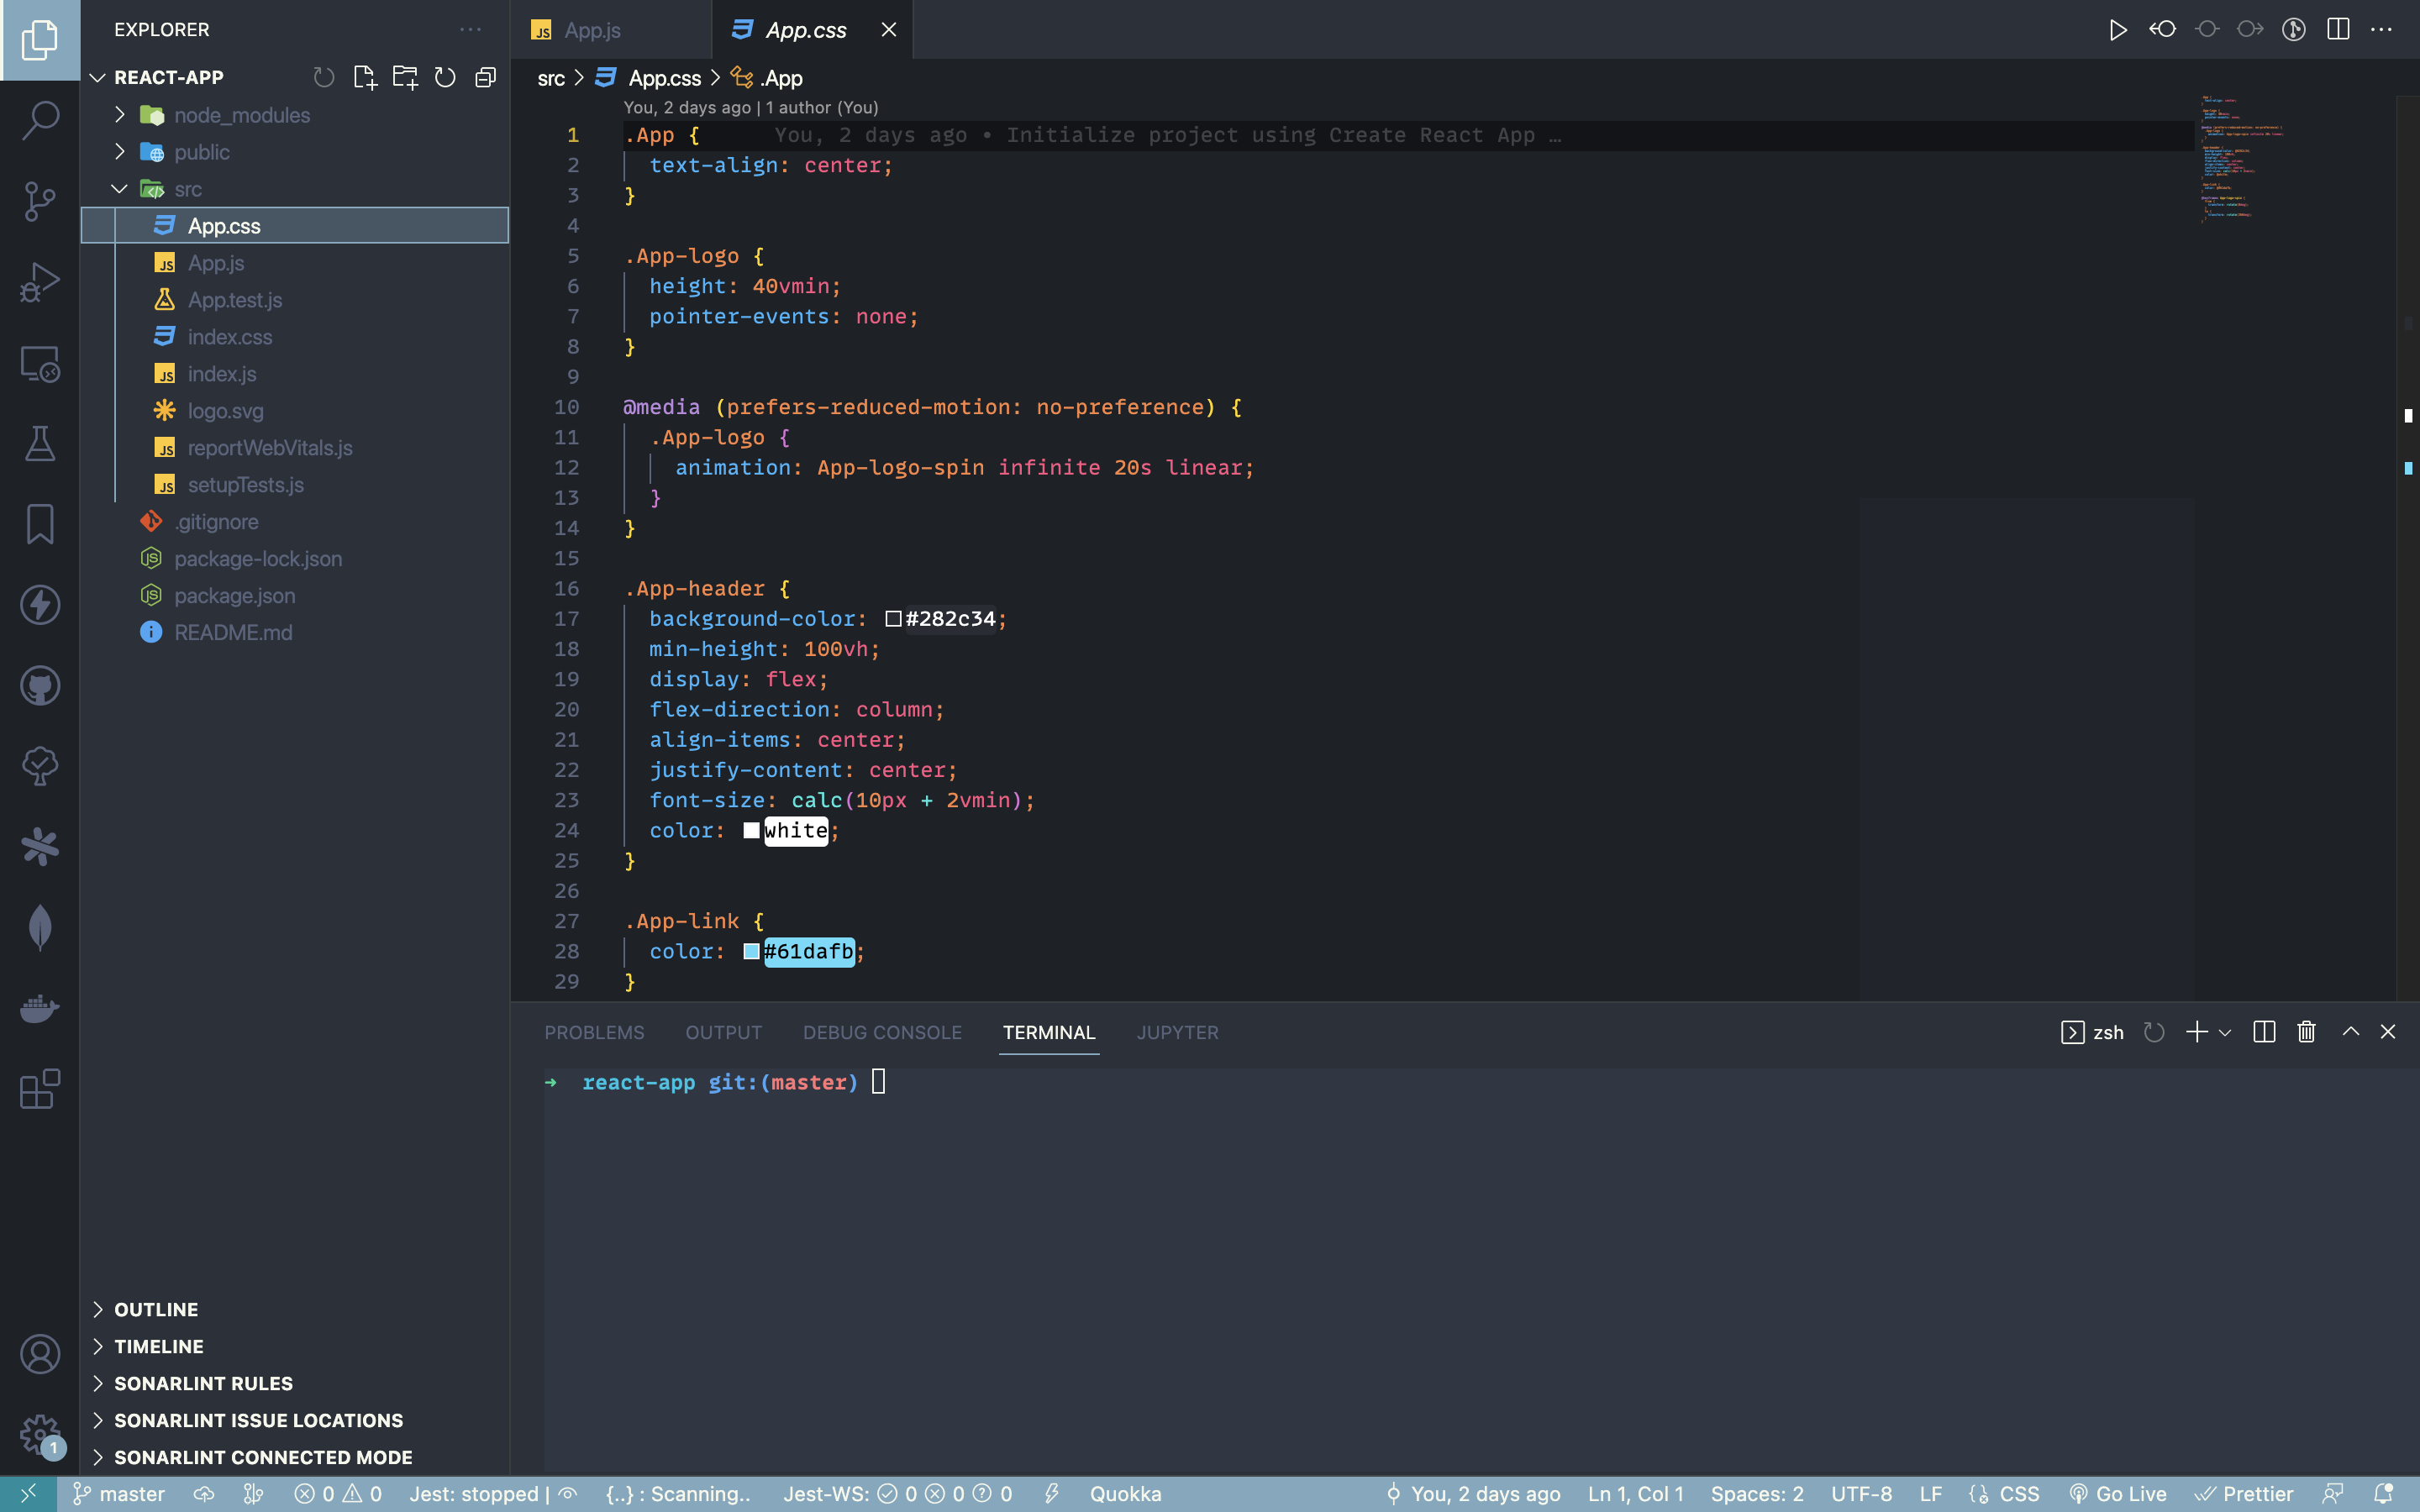 EXPLORER
REACT-APP
node_modules
public
src
App.css
App.js
App.test.js
index.css
index.js
logo.svg
reportWebVitals.js
setupTests.js
.gitignore
package-lock.json
package.json
README.md
OUTLINE
TIMELINE
SONARLINT RULES
SONARLINT ISSUE LOCATIONS
SONARLINT CONNECTED MODE
1
App.js
App.css
src > App.css > .App
You, 2 days ago | 1 author (You)
1 .App { You, 2 days ago • Initialize project using Create React App …
2 text-align: center;
3 }
4
5 .App-logo {
6 height: 40vmin;
7 pointer-events: none;
8 }
9
10 @media (prefers-reduced-motion: no-preference) {
11 .App-logo {
12 animation: App-logo-spin infinite 20s linear;
13 }
14 }
15
16 .App-header {
17 background-color: #282c34;
18 min-height: 100vh;
19 display: flex;
20 flex-direction: column;
21 align-items: center;
22 justify-content: center;
23 font-size: calc(10px + 2vmin);
24 color: white;
25 }
26
27 .App-link {
28 color: #61dafb;
29 }
PROBLEMS OUTPUT DEBUG CONSOLE TERMINAL JUPYTER zsh
→ react-app git:(master)
master 0 0 Jest: stopped | {..} : Scanning.. Jest-WS: 0 0 0 Quokka You, 2 days ago Ln 1, Col 1 Spaces: 2 UTF-8 LF CSS Go Live Prettier